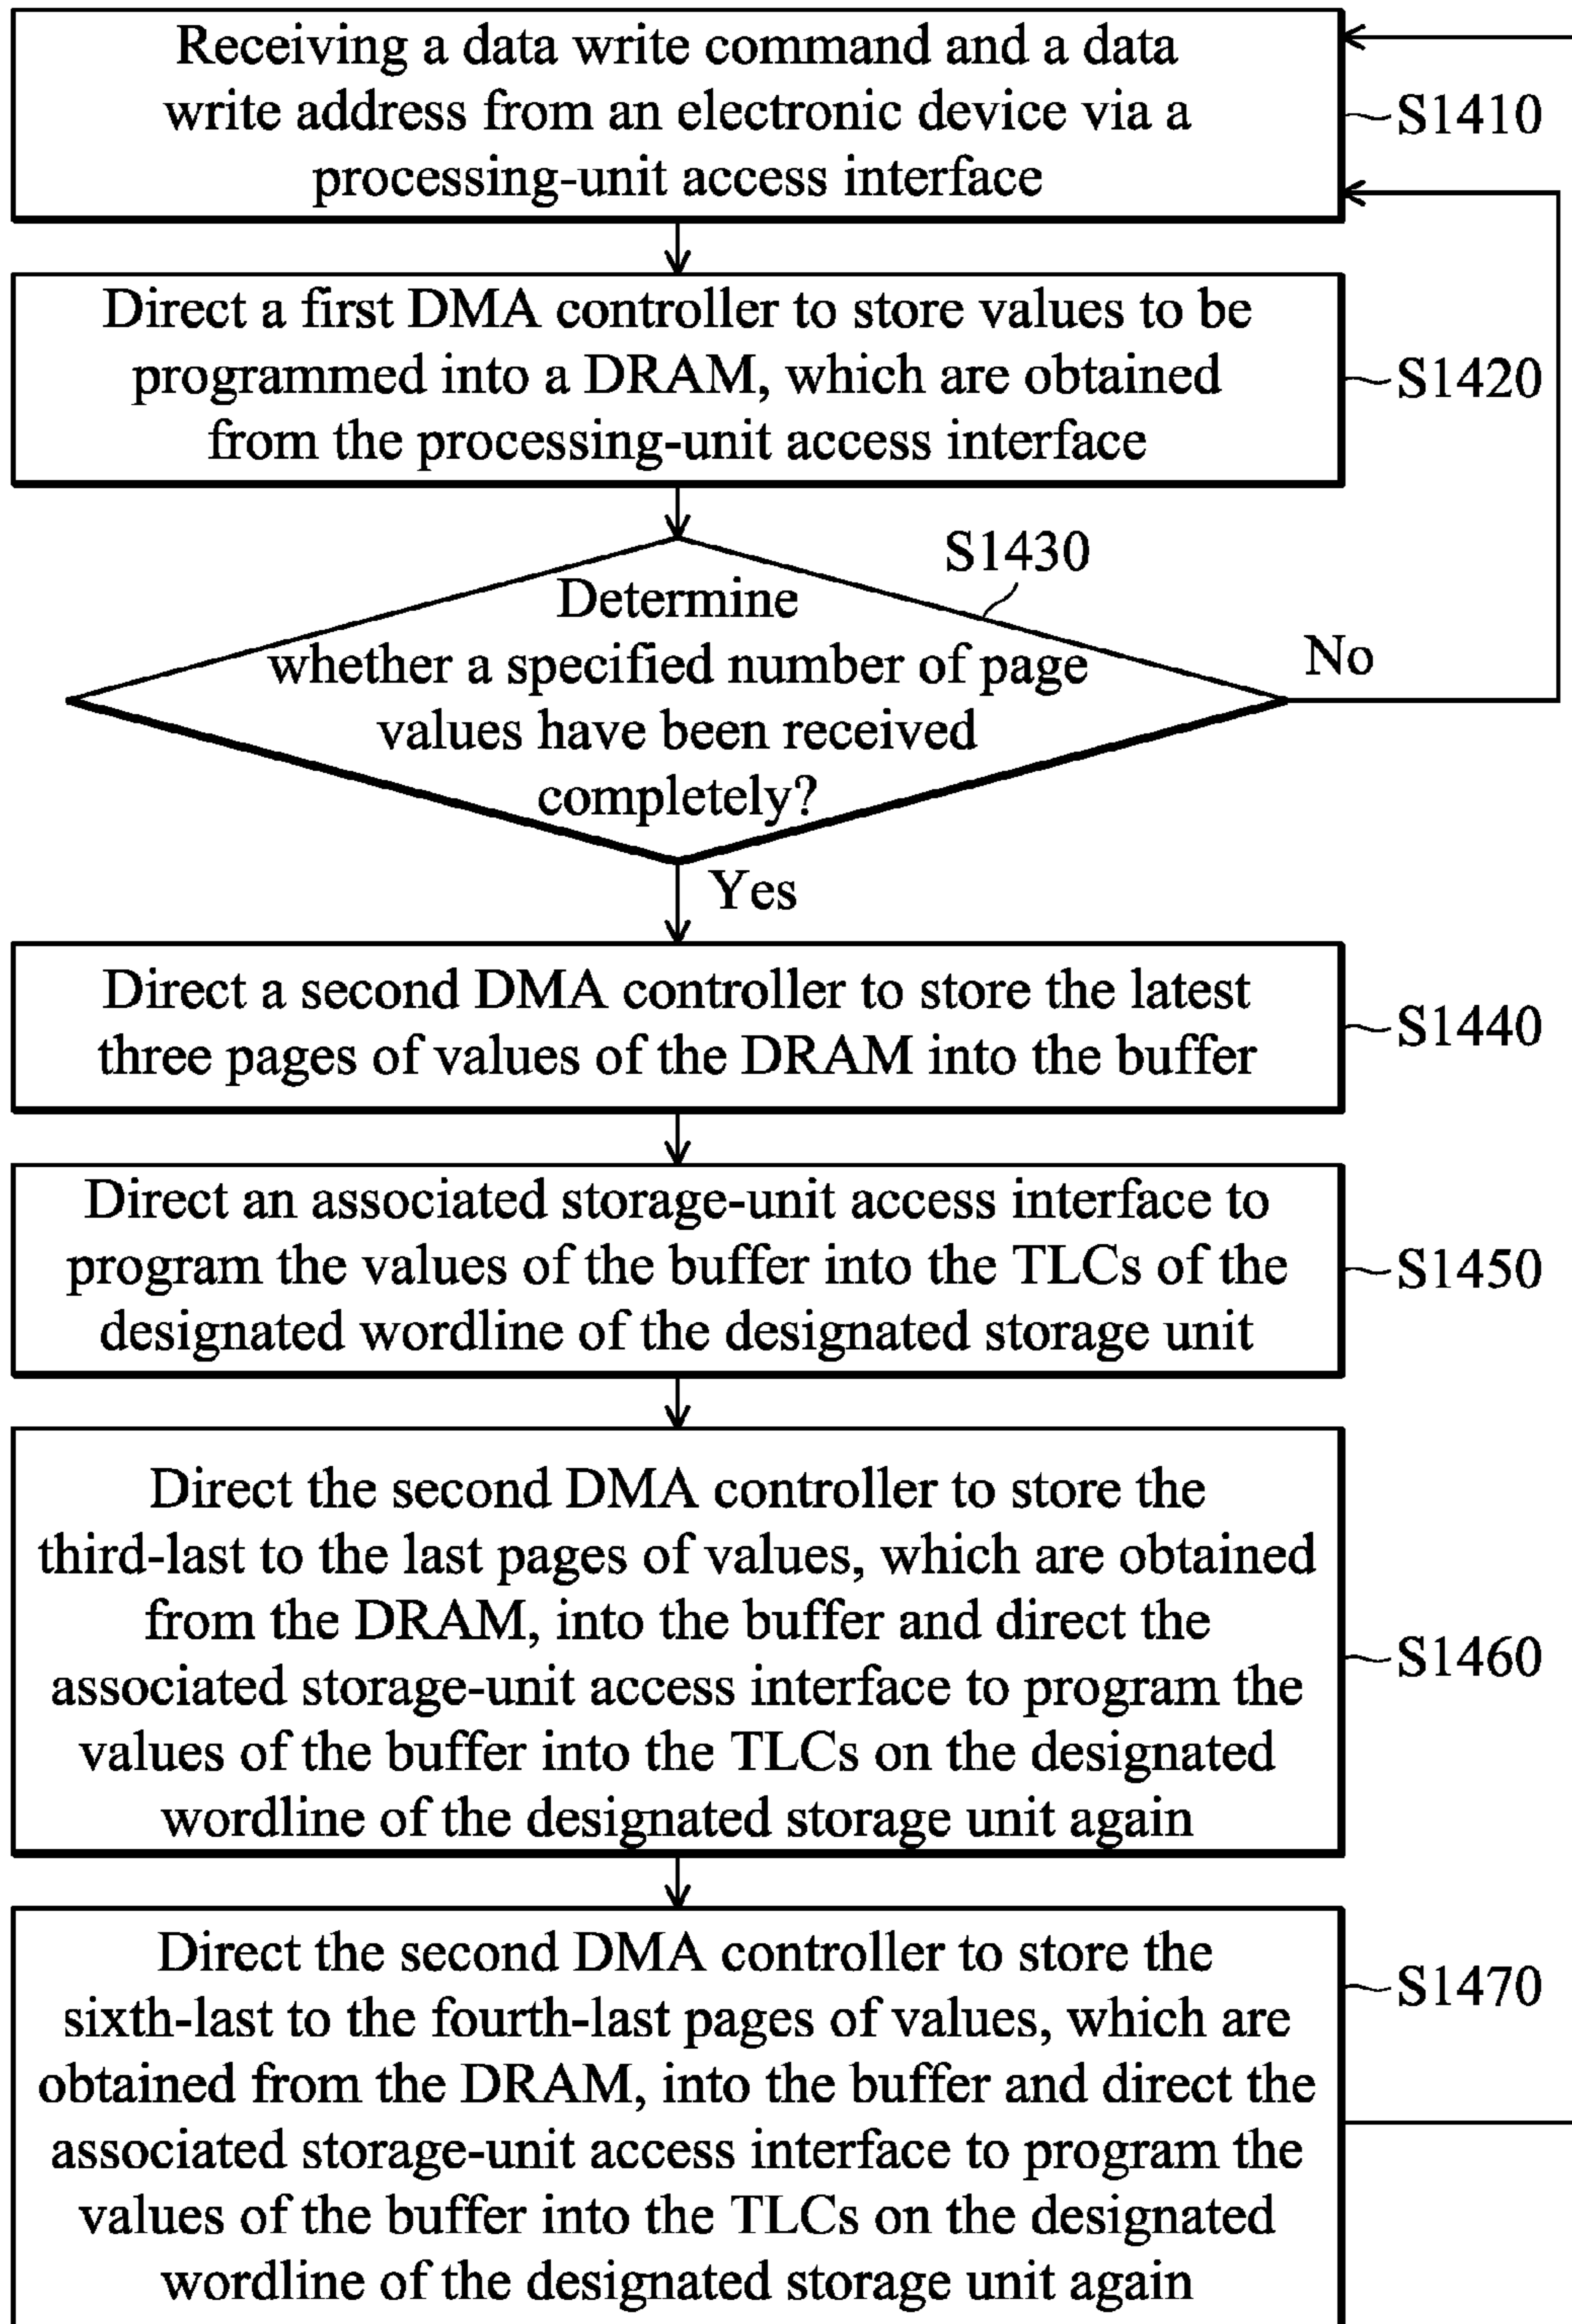 Receiving a data write command and a data
write address from an electronic device via a
processing-unit access interface
S1410
Direct a first DMA controller to store values to be
programmed into a DRAM, which are obtained
from the processing-unit access interface
S1420
S1430
Determine
whether a specified number of page
values have been received
completely?
No
Yes
Direct a second DMA controller to store the latest
three pages of values of the DRAM into the buffer
S1440
Direct an associated storage-unit access interface to
program the values of the buffer into the TLCs of the
designated wordline of the designated storage unit
S1450
Direct the second DMA controller to store the
third-last to the last pages of values, which are obtained
from the DRAM, into the buffer and direct the
associated storage-unit access interface to program the
values of the buffer into the TLCs on the designated
wordline of the designated storage unit again
S1460
Direct the second DMA controller to store the
sixth-last to the fourth-last pages of values, which are
obtained from the DRAM, into the buffer and direct the
associated storage-unit access interface to program the
values of the buffer into the TLCs on the designated
wordline of the designated storage unit again
S1470